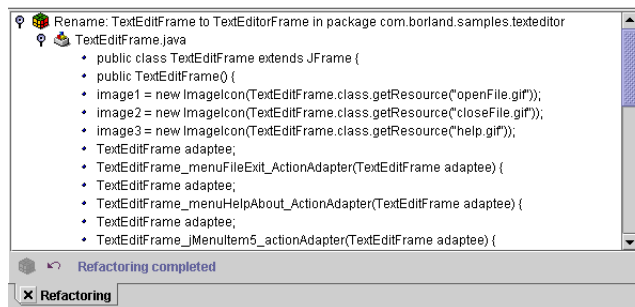 Rename: TextEditFrame to TextEditorFrame in package com.borland.samples.texteditor
TextEditFrame.java
public class TextEditFrame extends JFrame {
public TextEditFrame() {
image1 = new ImageIcon(TextEditFrame.class.getResource("openFile.gif"));
image2 = new ImageIcon(TextEditFrame.class.getResource("closeFile.gif"));
image3 = new ImageIcon(TextEditFrame.class.getResource("help.gif"));
TextEditFrame adaptee;
TextEditFrame_menuFileExit_ActionAdapter(TextEditFrame adaptee) {
TextEditFrame adaptee;
TextEditFrame_menuHelpAbout_ActionAdapter(TextEditFrame adaptee) {
TextEditFrame adaptee;
TextEditFrame_jMenuItem5_actionAdapter(TextEditFrame adaptee) {
Refactoring completed
Refactoring